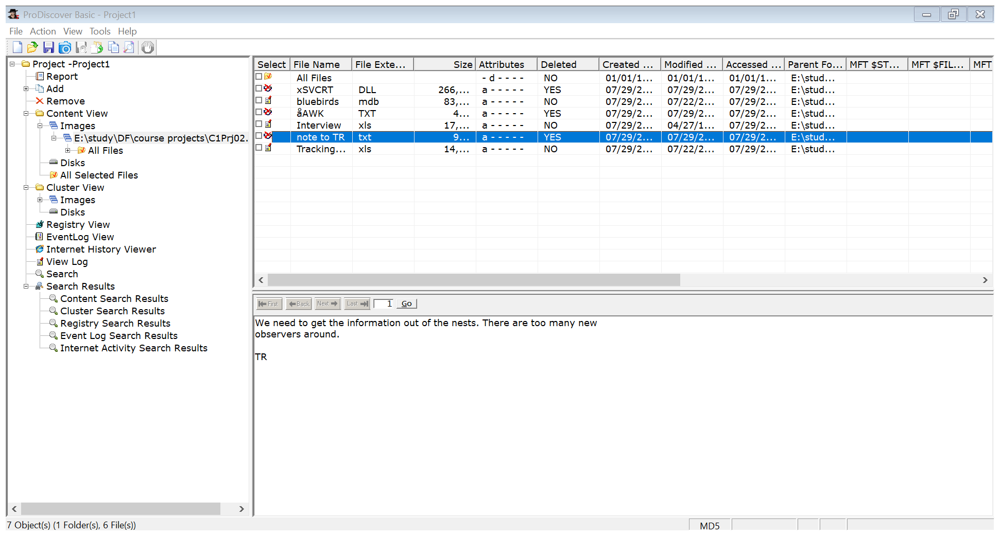 ProDiscover Basic - Project1
File Action View Tools Help
Project -Project1
Report
Add
Remove
Content View
Images
E:\study\DF\course projects\C1Prj02.
All Files
Disks
All Selected Files
Cluster View
Images
Disks
Registry View
EventLog View
Internet History Viewer
View Log
Search
Search Results
Content Search Results
Cluster Search Results
Registry Search Results
Event Log Search Results
Internet Activity Search Results
Select File Name File Exte... Size Attributes Deleted Created ... Modified ... Accessed ... Parent Fo... MFT $ST... MFT $FIL... MFT
All Files - d - - - - NO 01/01/1... 01/01/1... 01/01/1... E:\stud...
xSVCRT DLL 266,... a - - - - - YES 07/29/2... 07/29/2... 07/29/2... E:\stud...
bluebirds mdb 83,... a - - - - - NO 07/29/2... 07/22/2... 07/29/2... E:\stud...
åAWK TXT 4... a - - - - - YES 07/29/2... 07/29/2... 07/29/2... E:\stud...
Interview xls 17,... a - - - - - NO 07/29/2... 04/27/1... 07/29/2... E:\stud...
note to TR txt 9... a - - - - - YES 07/29/2... 07/29/2... 07/29/2... E:\stud...
Tracking... xls 14,... a - - - - - NO 07/29/2... 07/22/2... 07/29/2... E:\stud...
First Back Next Last 1 Go
We need to get the information out of the nests. There are too many new
observers around.
TR
7 Object(s) (1 Folder(s), 6 File(s)) MD5